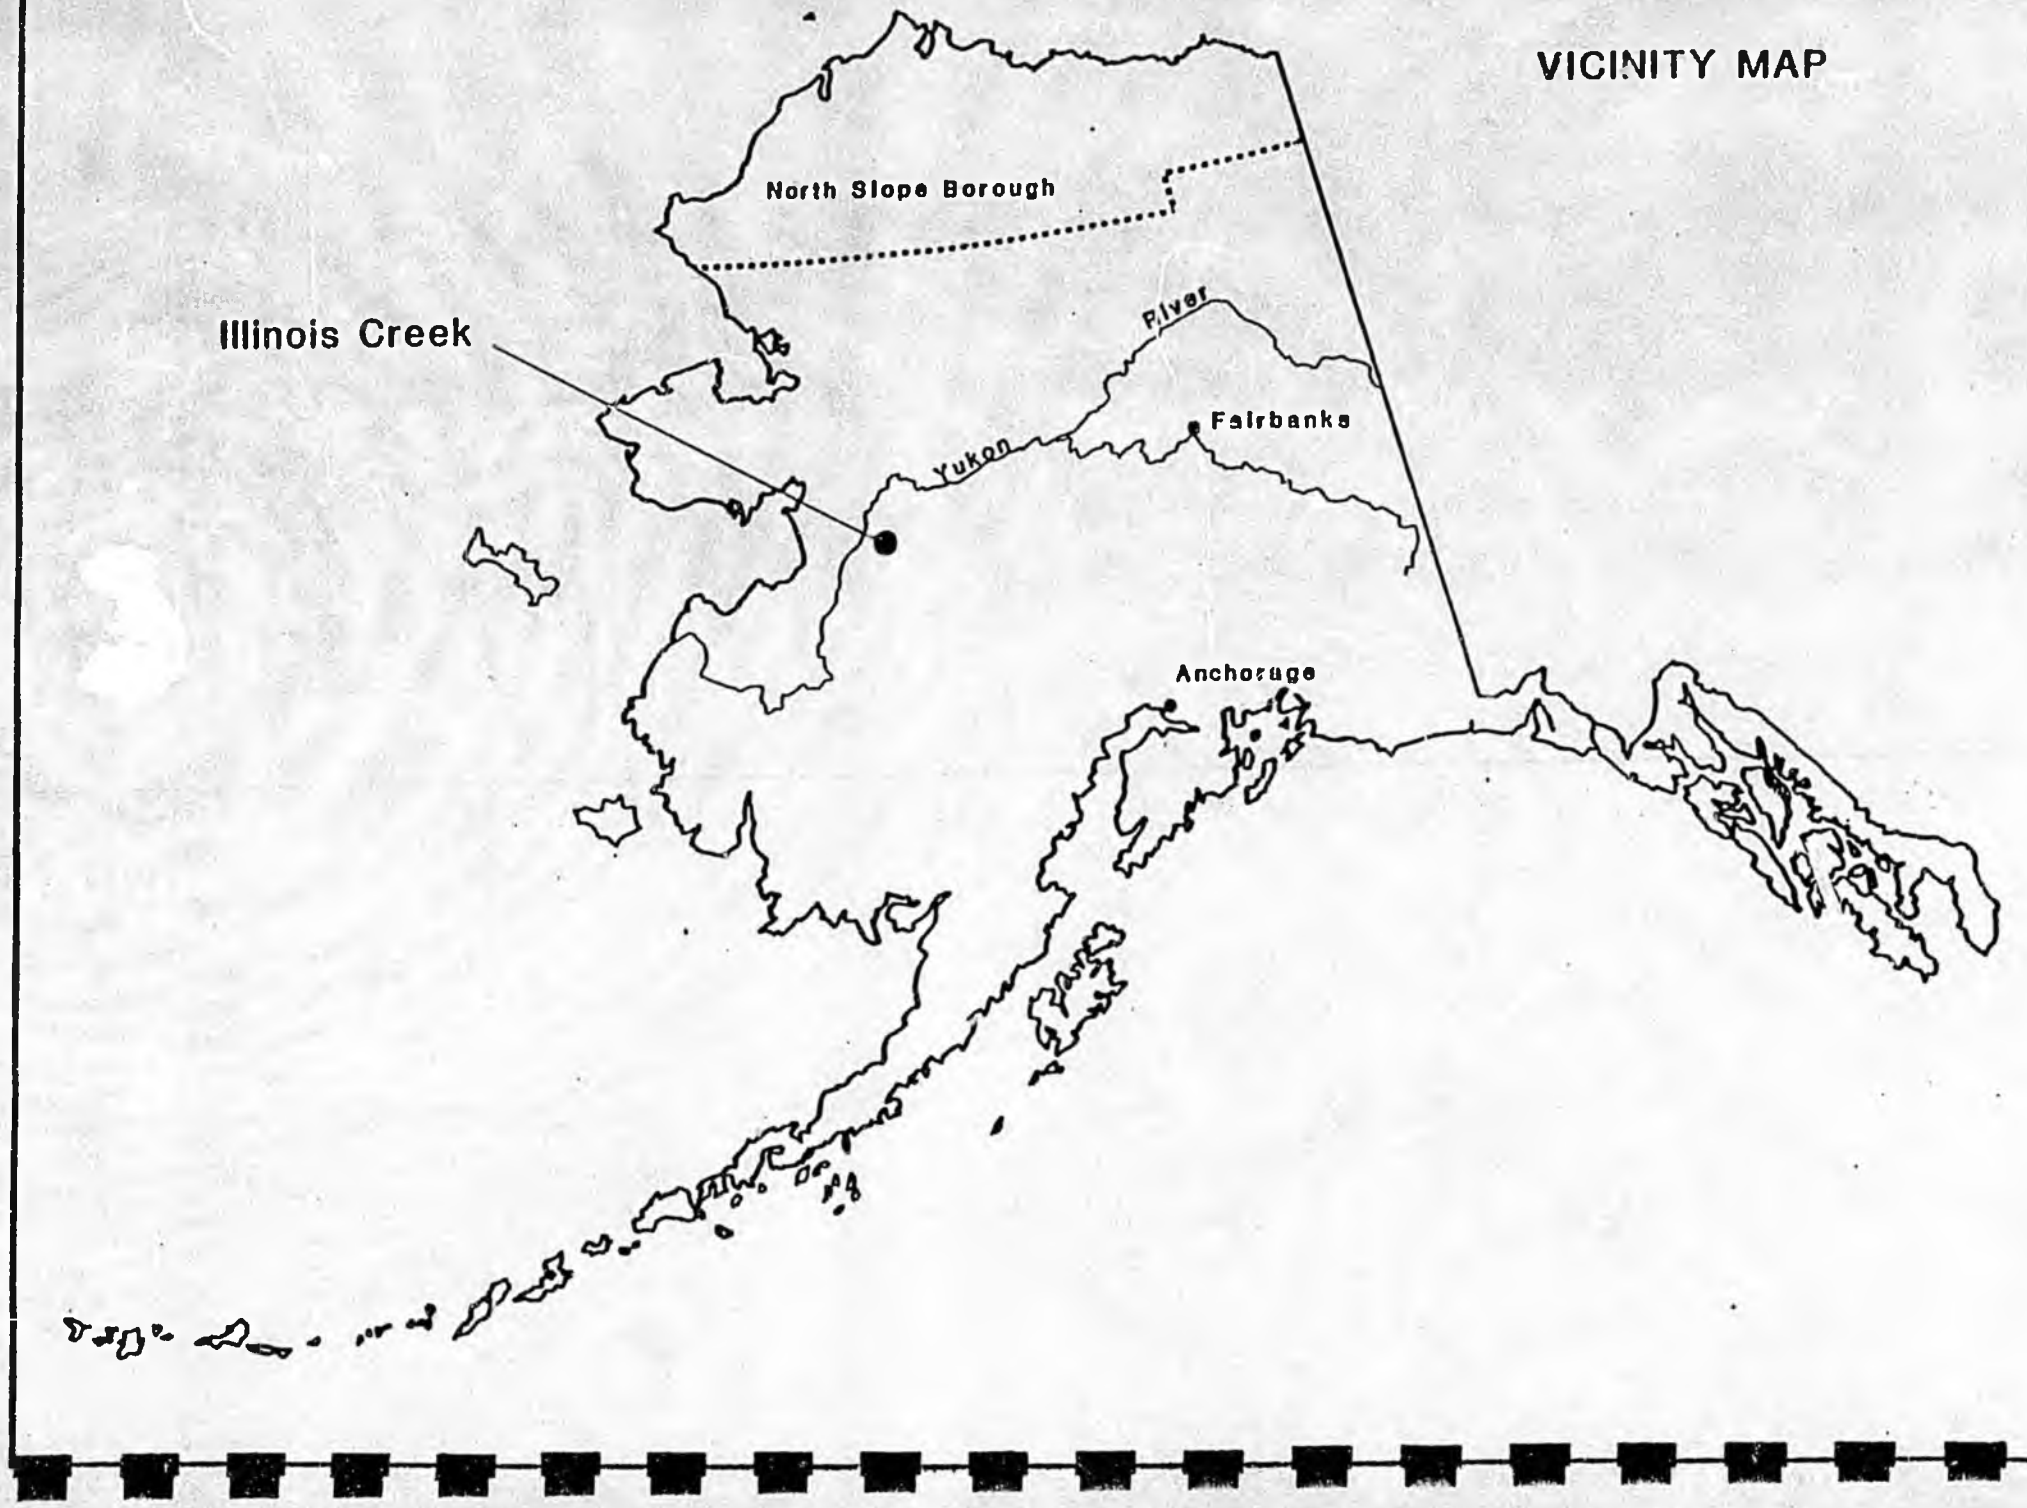 VICINITY MAP
North Slope Borough
Illinois Creek
Yukon River
Fairbanks
Anchorage